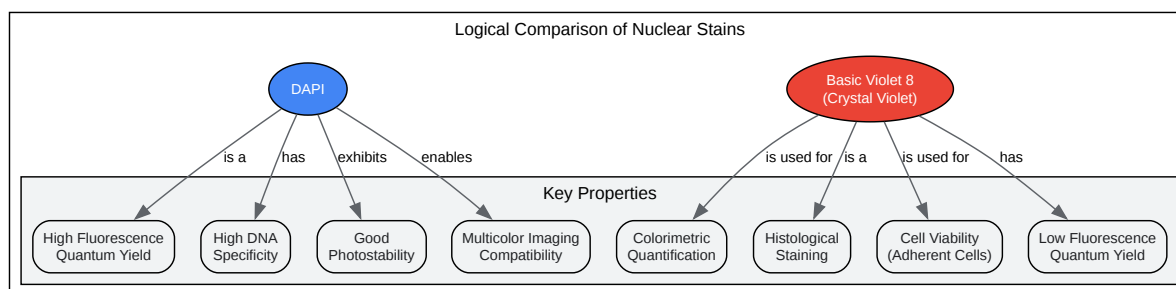 Logical Comparison of Nuclear Stains
DAPI
Basic Violet 8
(Crystal Violet)
is a
has
exhibits
enables
is used for
is a
is used for
has
Key Properties
High Fluorescence
Quantum Yield
High DNA
Specificity
Good
Photostability
Multicolor Imaging
Compatibility
Colorimetric
Quantification
Histological
Staining
Cell Viability
(Adherent Cells)
Low Fluorescence
Quantum Yield